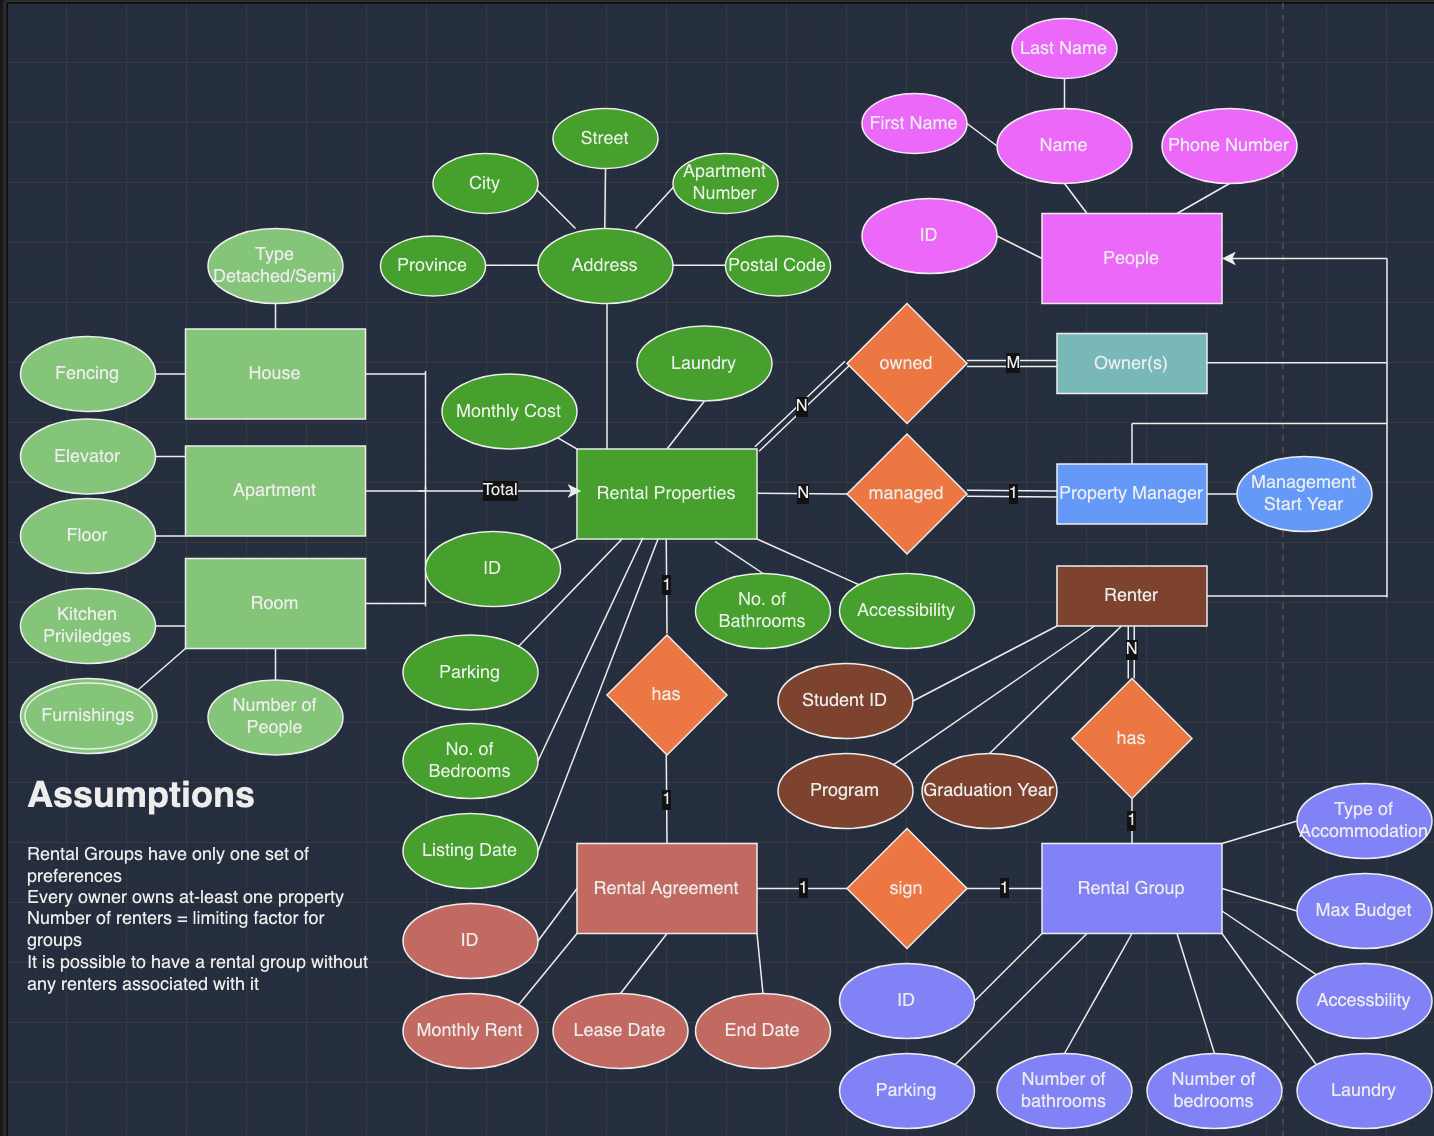 Last Name
First Name
Name
Phone Number
Street
City
Apartment
Number
ID
People
Type
Detached/Semi
Province
Address
Postal Code
Fencing
House
Laundry
owned
M
Owner(s)
N
Monthly Cost
Elevator
Apartment
Total
Rental Properties
N
managed
1
Property Manager
Management
Start Year
Floor
ID
1
No. of
Bathrooms
Accessibility
Renter
Room
Kitchen
Priviledges
N
Parking
has
Student ID
has
Furnishings
Number of
People
No. of
Bedrooms
Program
Graduation Year
1
1
Type of
Accommodation
Assumptions
Listing Date
Rental Agreement
1
sign
1
Rental Group
Max Budget
Rental Groups have only one set of
preferences
Every owner owns at-least one property
Number of renters = limiting factor for
groups
It is possible to have a rental group without
any renters associated with it
ID
ID
Accessbility
Monthly Rent
Lease Date
End Date
Parking
Number of
bathrooms
Number of
bedrooms
Laundry